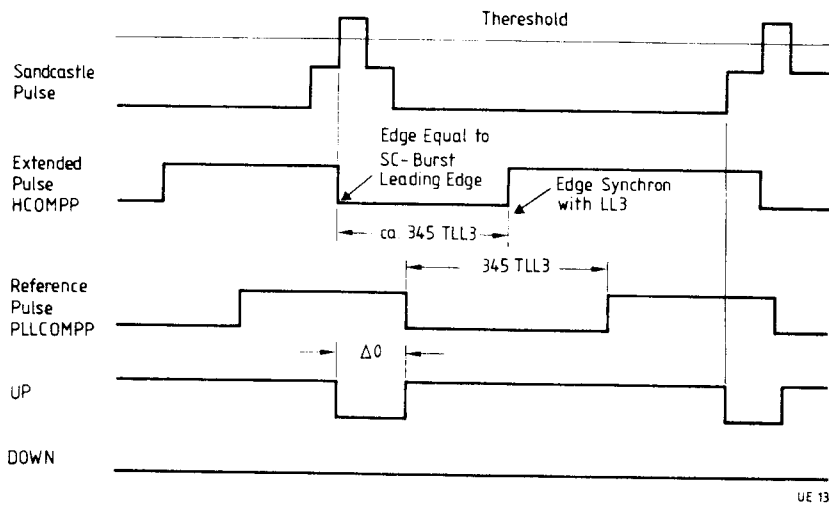 Thereshold
Sandcastle
Pulse
Edge Equal to
SC-Burst
Leading Edge
Extended
Pulse
HCOMPP
Edge Synchron
with LL3
ca. 345 TLL3
345 TLL3
Reference
Pulse
PLLCOMPP
Δ0
UP
DOWN
UE 13